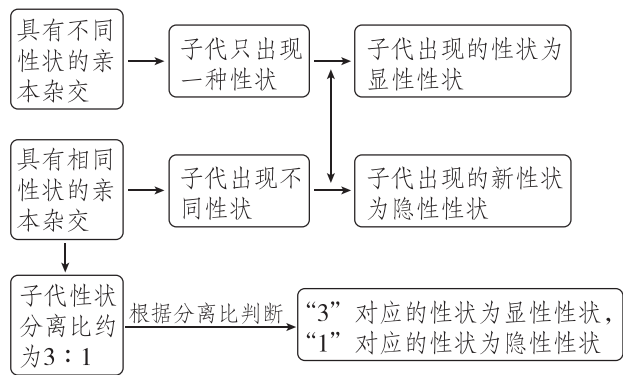 具有不同
性状的亲
本杂交
子代只出现
一种性状
子代出现的性状为
显性性状
具有相同
性状的亲
本杂交
子代出现不
同性状
子代出现的新性状
为隐性性状
子代性状
分离比约
为3∶1
根据分离比判断
“3”对应的性状为显性性状，
“1”对应的性状为隐性性状